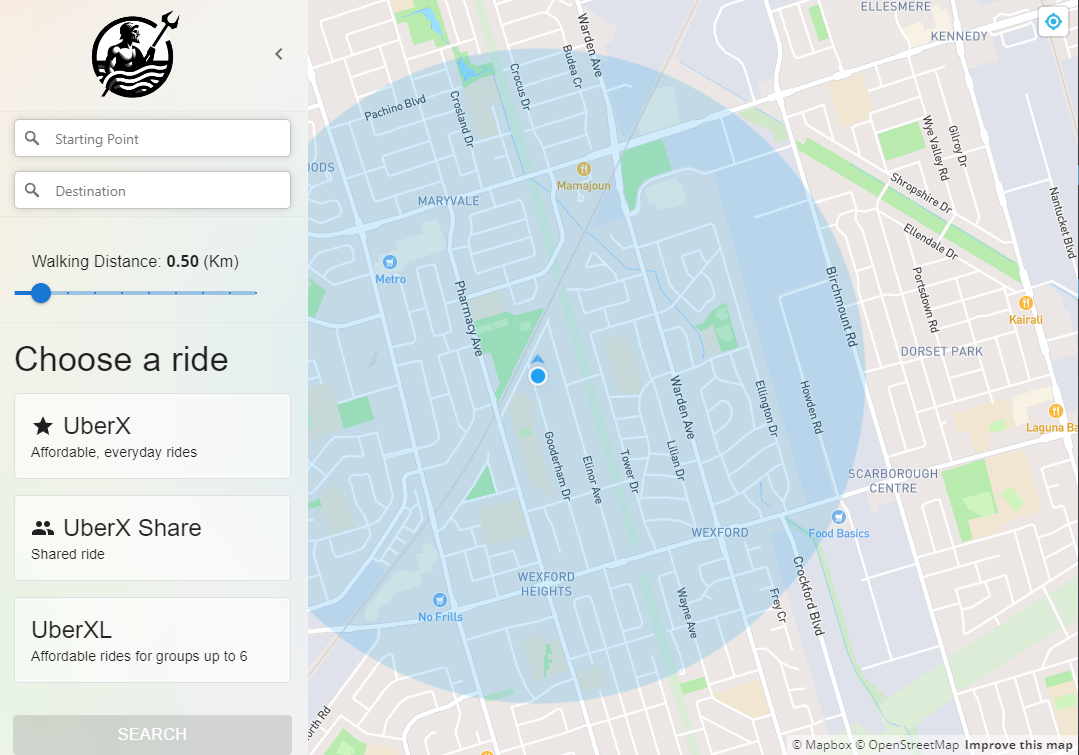 Starting Point
Destination
Walking Distance: 0.50 (Km)
Choose a ride
UberX
Affordable, everyday rides
UberX Share
Shared ride
UberXL
Affordable rides for groups up to 6
SEARCH
ELLESMERE
KENNEDY
Warden Ave
Budea Cr
Crocus Dr
Pachino Blvd
Crosland Dr
Wye Valley Rd
Gilroy Dr
OODS
Mamajoun
MARYVALE
Shropshire Dr
Nantucket Blvd
Ellendale Dr
Metro
Pharmacy Ave
Birchmount Rd
Portsdown Rd
Kairali
DORSET PARK
Warden Ave
Ellington Dr
Howden Rd
Laguna Ba
Gooderham Dr
Elinor Ave
Tower Dr
Lilian Dr
SCARBOROUGH
CENTRE
WEXFORD
Food Basics
WEXFORD
HEIGHTS
Crockford Blvd
No Frills
Wayne Ave
Frey Cr
orth Rd
© Mapbox © OpenStreetMap Improve this map